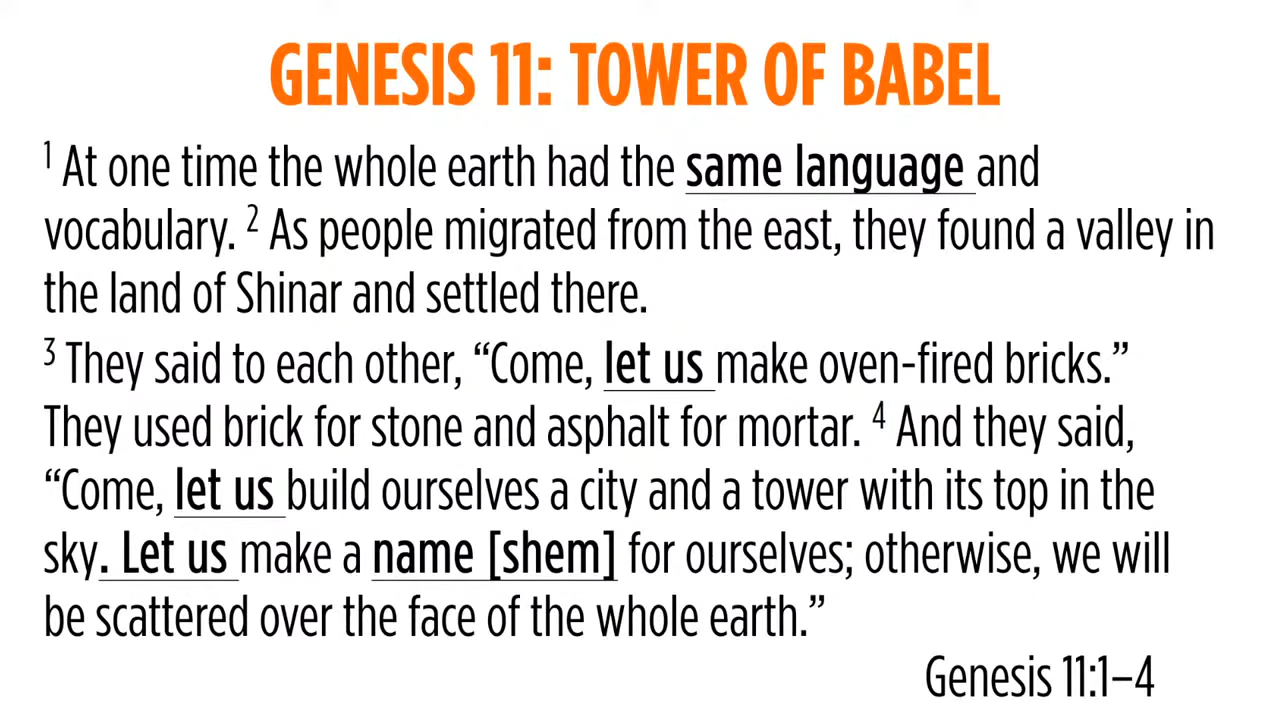 GENESIS 11: TOWER OF BABEL
¹ At one time the whole earth had the same language and
vocabulary. ² As people migrated from the east, they found a valley in
the land of Shinar and settled there.
³ They said to each other, “Come, let us make oven-fired bricks.”
They used brick for stone and asphalt for mortar. ⁴ And they said,
“Come, let us build ourselves a city and a tower with its top in the
sky. Let us make a name [shem] for ourselves; otherwise, we will
be scattered over the face of the whole earth.”
Genesis 11:1–4